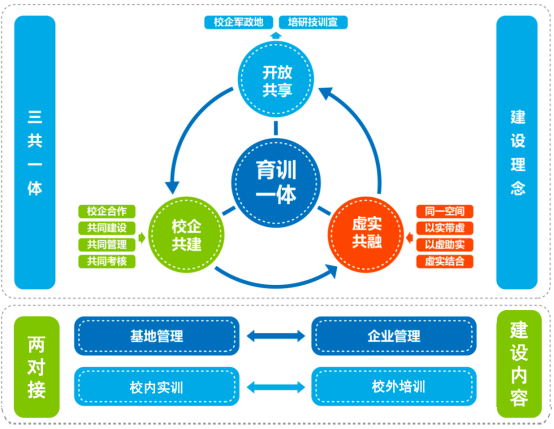 校企军政地
培研技训宣
开放
共享
三共一体
建设理念
育训
一体
校企
共建
虚实
共融
校企合作
共同建设
共同管理
共同考核
同一空间
以实带虚
以虚助实
虚实结合
两对接
基地管理
企业管理
校内实训
校外培训
建设内容